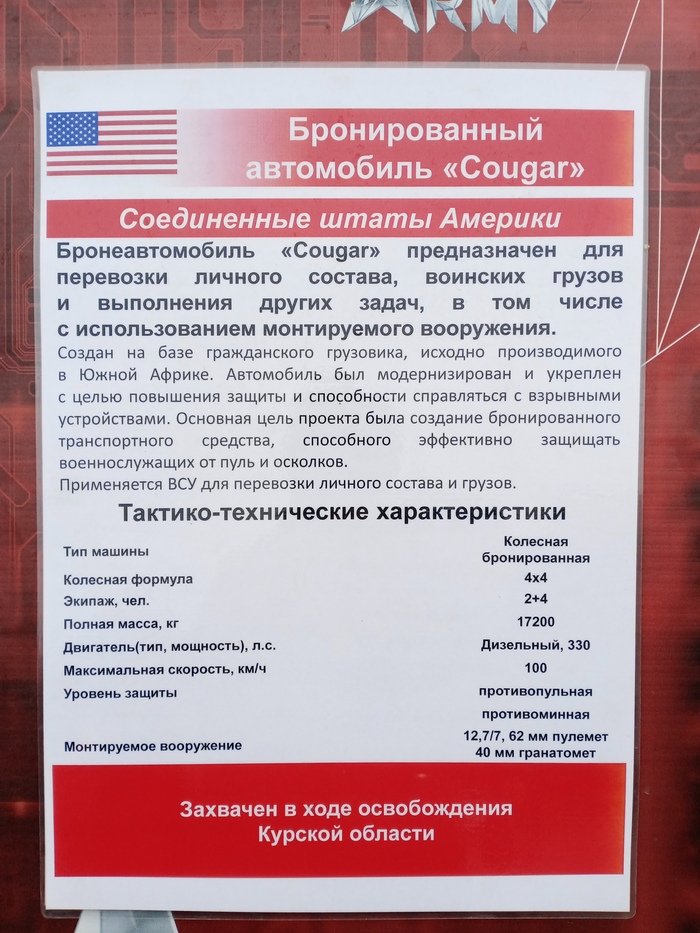 ARMY
Бронированный
автомобиль «Cougar»
Соединенные штаты Америки
Бронеавтомобиль «Cougar» предназначен для
перевозки личного состава, воинских грузов
и выполнения других задач, в том числе
с использованием монтируемого вооружения.
Создан на базе гражданского грузовика, исходно производимого
в Южной Африке. Автомобиль был модернизирован и укреплен
с целью повышения защиты и способности справляться с взрывными
устройствами. Основная цель проекта была создание бронированного
транспортного средства, способного эффективно защищать
военнослужащих от пуль и осколков.
Применяется ВСУ для перевозки личного состава и грузов.
Тактико-технические характеристики
Тип машины Колесная
бронированная
Колесная формула 4x4
Экипаж, чел. 2+4
Полная масса, кг 17200
Двигатель(тип, мощность), л.с. Дизельный, 330
Максимальная скорость, км/ч 100
Уровень защиты противопульная
противоминная
Монтируемое вооружение 12,7/7, 62 мм пулемет
40 мм гранатомет
Захвачен в ходе освобождения
Курской области